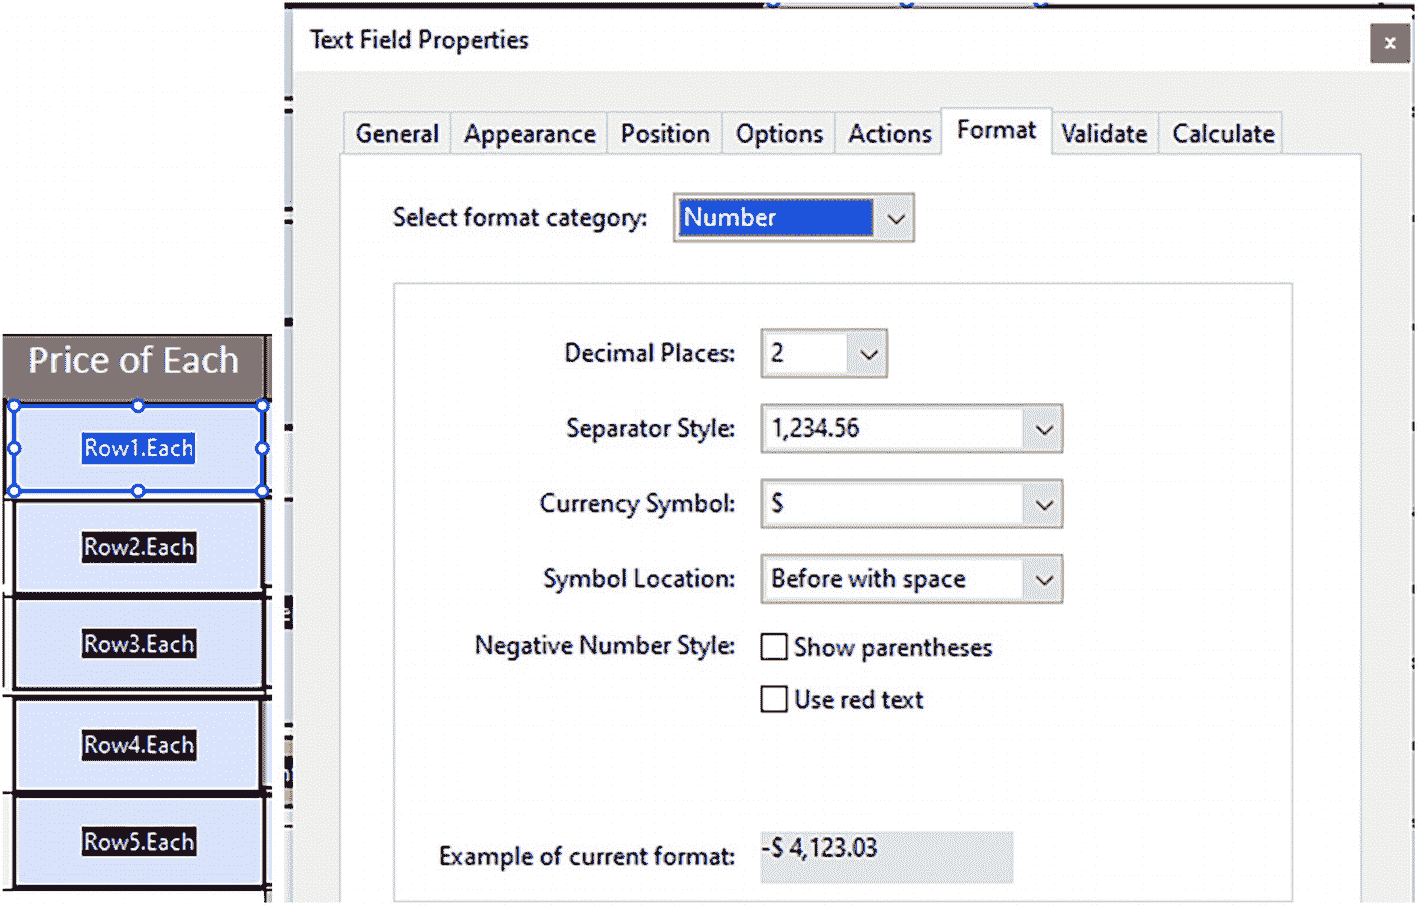 Text Field Properties
x
General Appearance Position Options Actions Format Validate Calculate
Select format category: Number
Decimal Places: 2
Separator Style: 1,234.56
Currency Symbol: $
Symbol Location: Before with space
Negative Number Style: Show parentheses
Use red text
Example of current format: -$ 4,123.03
Price of Each
Row1.Each
Row2.Each
Row3.Each
Row4.Each
Row5.Each